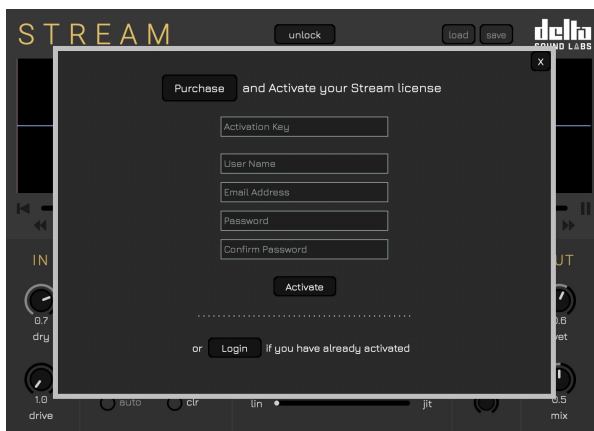 STREAM unlock load save delta
SOUND LABS
X
Purchase and Activate your Stream license
Activation Key
User Name
Email Address
Password
Confirm Password
IN UT
Activate
0.7 0.6
dry et
or Login if you have already activated
1.0 auto clr lin jit 0.5
drive mix